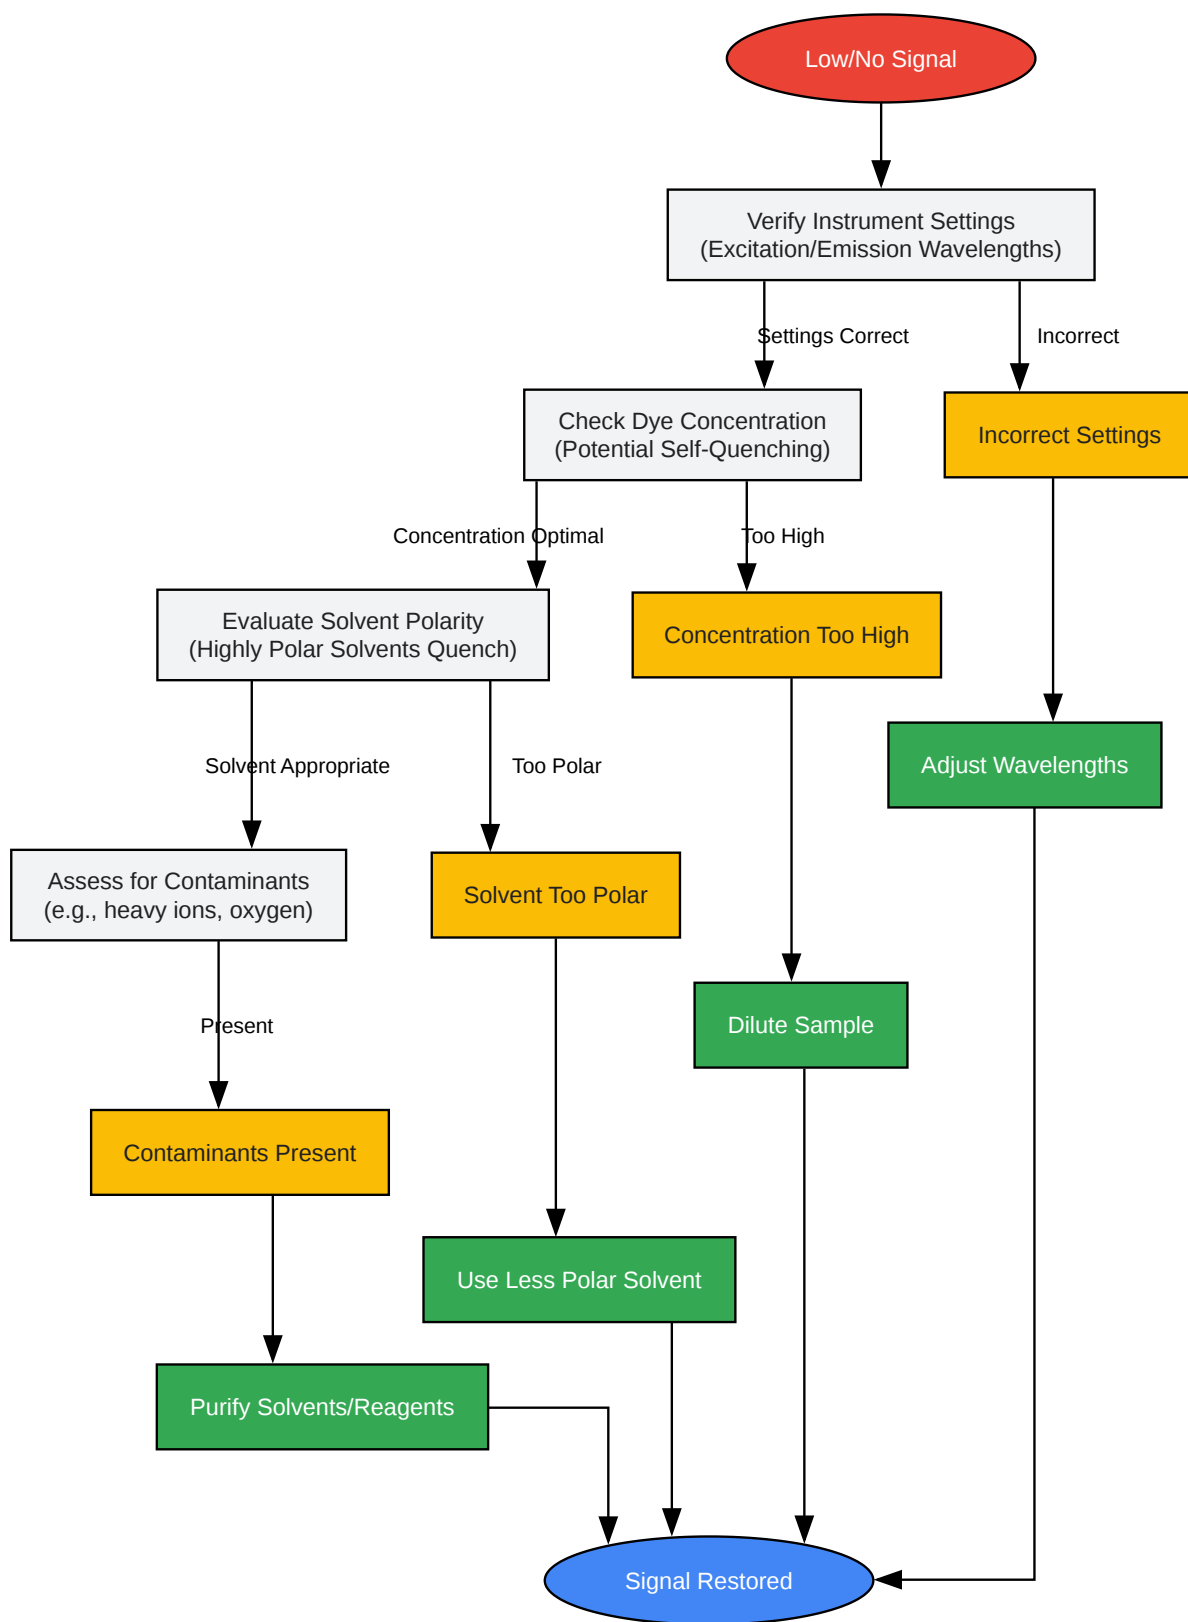 Low/No Signal
Verify Instrument Settings
(Excitation/Emission Wavelengths)
Settings Correct
Incorrect
Check Dye Concentration
(Potential Self-Quenching)
Incorrect Settings
Concentration Optimal
Too High
Evaluate Solvent Polarity
(Highly Polar Solvents Quench)
Concentration Too High
Solvent Appropriate
Too Polar
Adjust Wavelengths
Assess for Contaminants
(e.g., heavy ions, oxygen)
Solvent Too Polar
Present
Dilute Sample
Contaminants Present
Use Less Polar Solvent
Purify Solvents/Reagents
Signal Restored